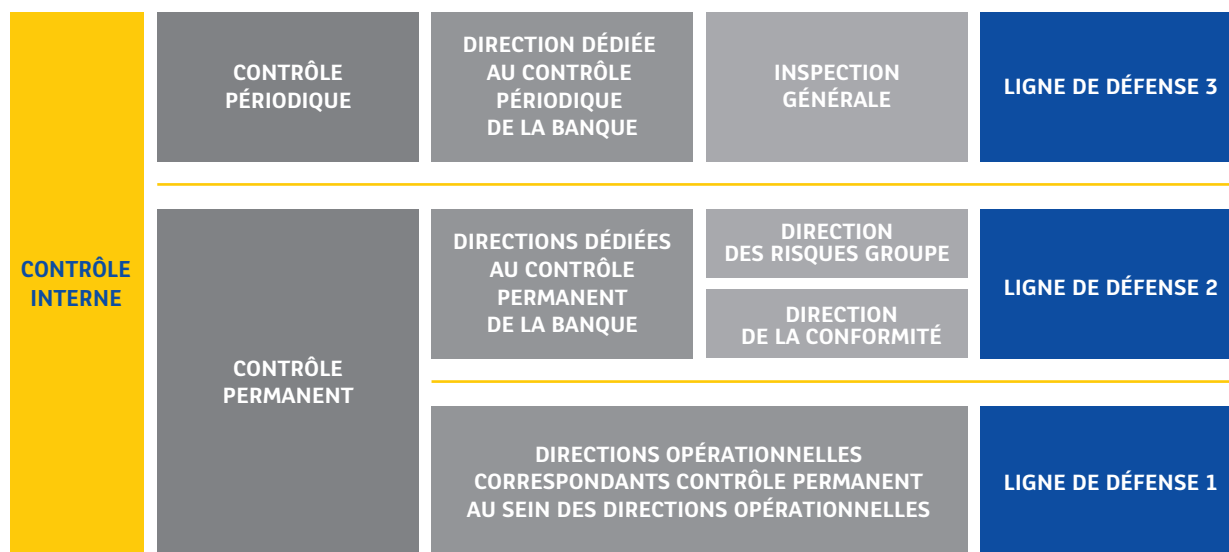 CONTRÔLE
INTERNE
CONTRÔLE
PÉRIODIQUE
DIRECTION DÉDIÉE
AU CONTRÔLE
PÉRIODIQUE
DE LA BANQUE
INSPECTION
GÉNÉRALE
LIGNE DE DÉFENSE 3
CONTRÔLE
PERMANENT
DIRECTIONS DÉDIÉES
AU CONTRÔLE
PERMANENT
DE LA BANQUE
DIRECTION
DES RISQUES GROUPE
DIRECTION
DE LA CONFORMITÉ
LIGNE DE DÉFENSE 2
DIRECTIONS OPÉRATIONNELLES
CORRESPONDANTS CONTRÔLE PERMANENT
AU SEIN DES DIRECTIONS OPÉRATIONNELLES
LIGNE DE DÉFENSE 1